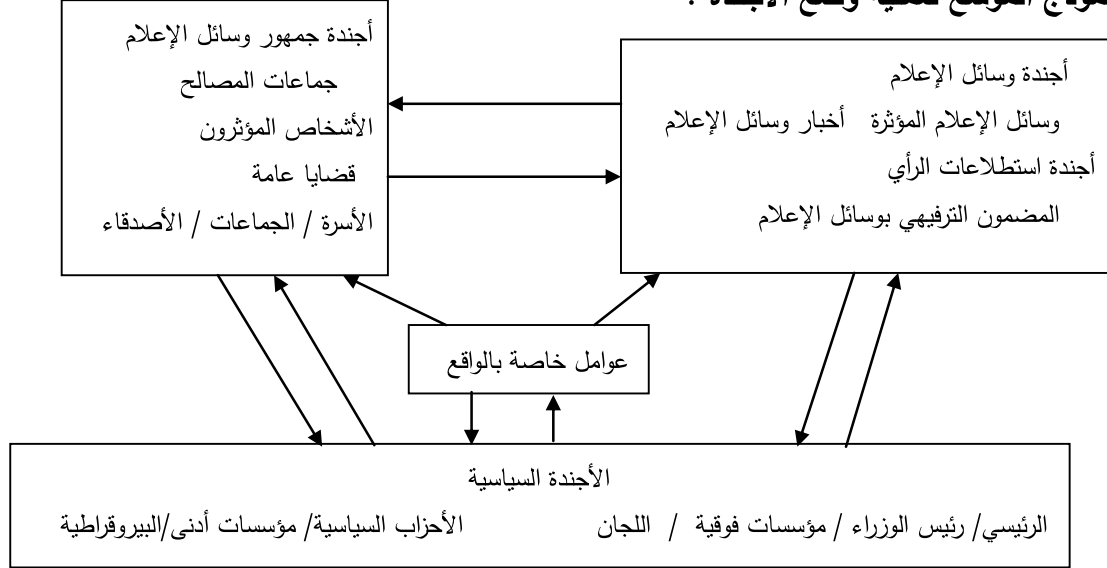 أجندة جمهور وسائل الإعلام
جماعات المصالح
الأشخاص المؤثرون
قضايا عامة
الأسرة / الجماعات / الأصدقاء
أجندة وسائل الإعلام
وسائل الإعلام المؤثرة أخبار وسائل الإعلام
أجندة استطلاعات الرأي
المضمون الترفيهي بوسائل الإعلام
عوامل خاصة بالواقع
الأجندة السياسية
الرئيسي/ رئيس الوزراء / مؤسسات فوقية / اللجان الأحزاب السياسية/ مؤسسات أدنى/البيروقراطية